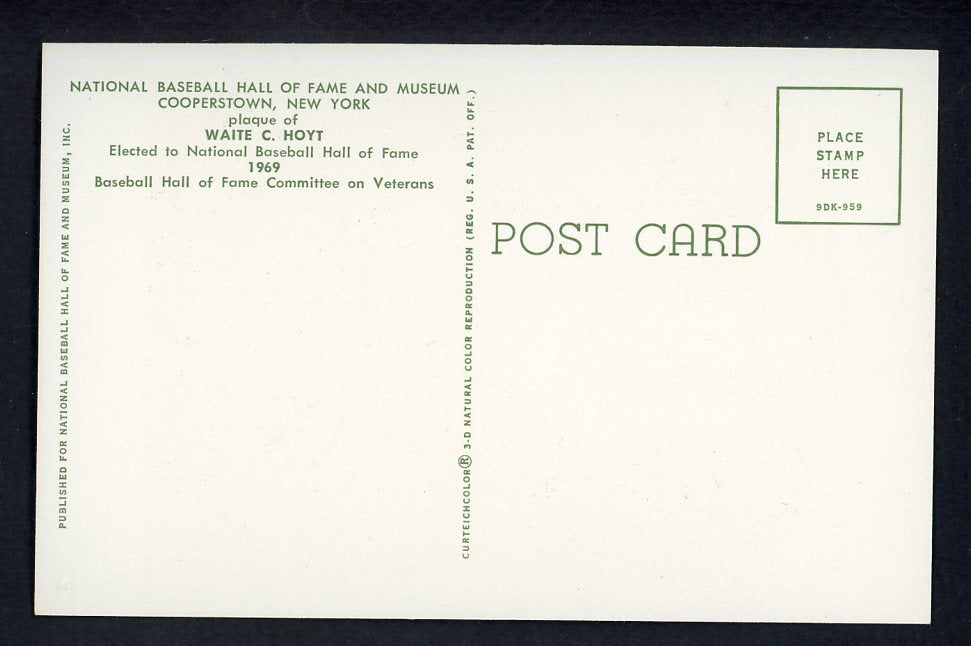 NATIONAL BASEBALL HALL OF FAME AND MUSEUM
COOPERSTOWN, NEW YORK
plaque of
WAITE C. HOYT
Elected to National Baseball Hall of Fame
1969
Baseball Hall of Fame Committee on Veterans
PUBLISHED FOR NATIONAL BASEBALL HALL OF FAME AND MUSEUM, INC.
CURTEICHCOLOR® 3-D NATURAL COLOR REPRODUCTION (REG. U. S. A. PAT. OFF.)
POST CARD
PLACE
STAMP
HERE
9DK-959